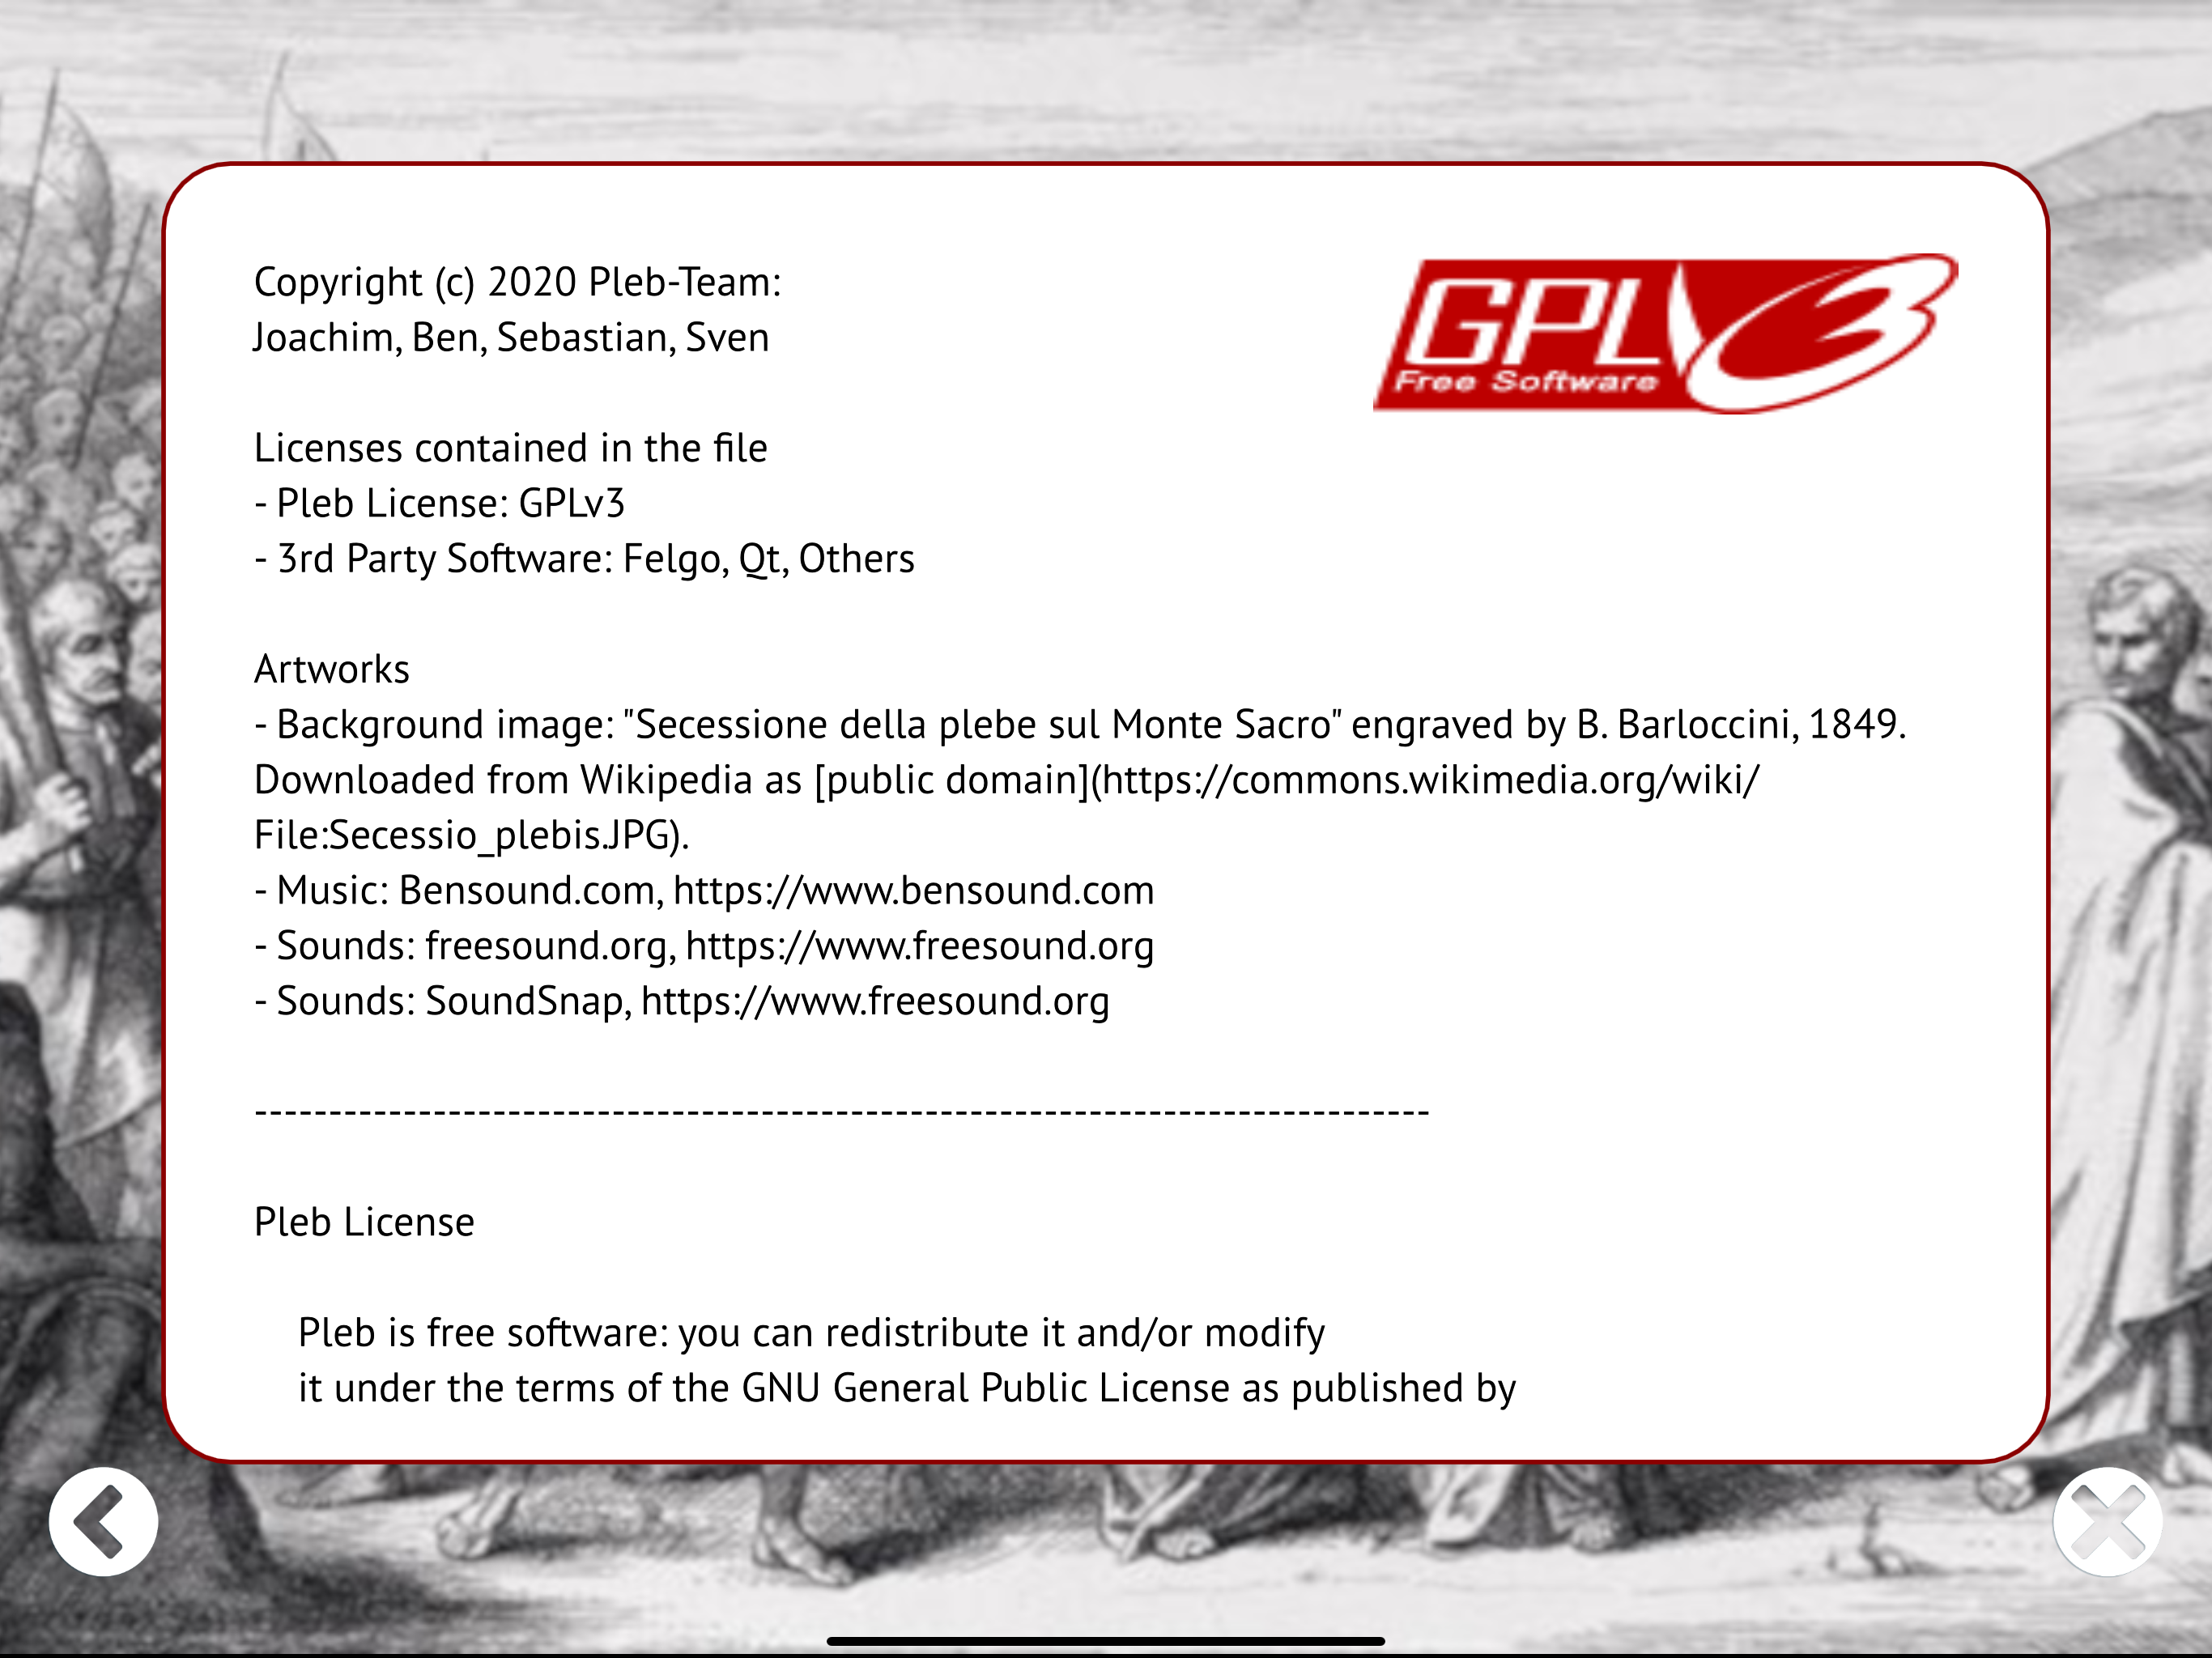 Copyright (c) 2020 Pleb-Team:
Joachim, Ben, Sebastian, Sven
GPLv3
Free Software
Licenses contained in the file
- Pleb License: GPLv3
- 3rd Party Software: Felgo, Qt, Others
Artworks
- Background image: "Secessione della plebe sul Monte Sacro" engraved by B. Barloccini, 1849.
Downloaded from Wikipedia as [public domain](https://commons.wikimedia.org/wiki/
File:Secessio_plebis.JPG).
- Music: Bensound.com, https://www.bensound.com
- Sounds: freesound.org, https://www.freesound.org
- Sounds: SoundSnap, https://www.freesound.org
--------------------------------------------------------------------------------
Pleb License
Pleb is free software: you can redistribute it and/or modify
it under the terms of the GNU General Public License as published by